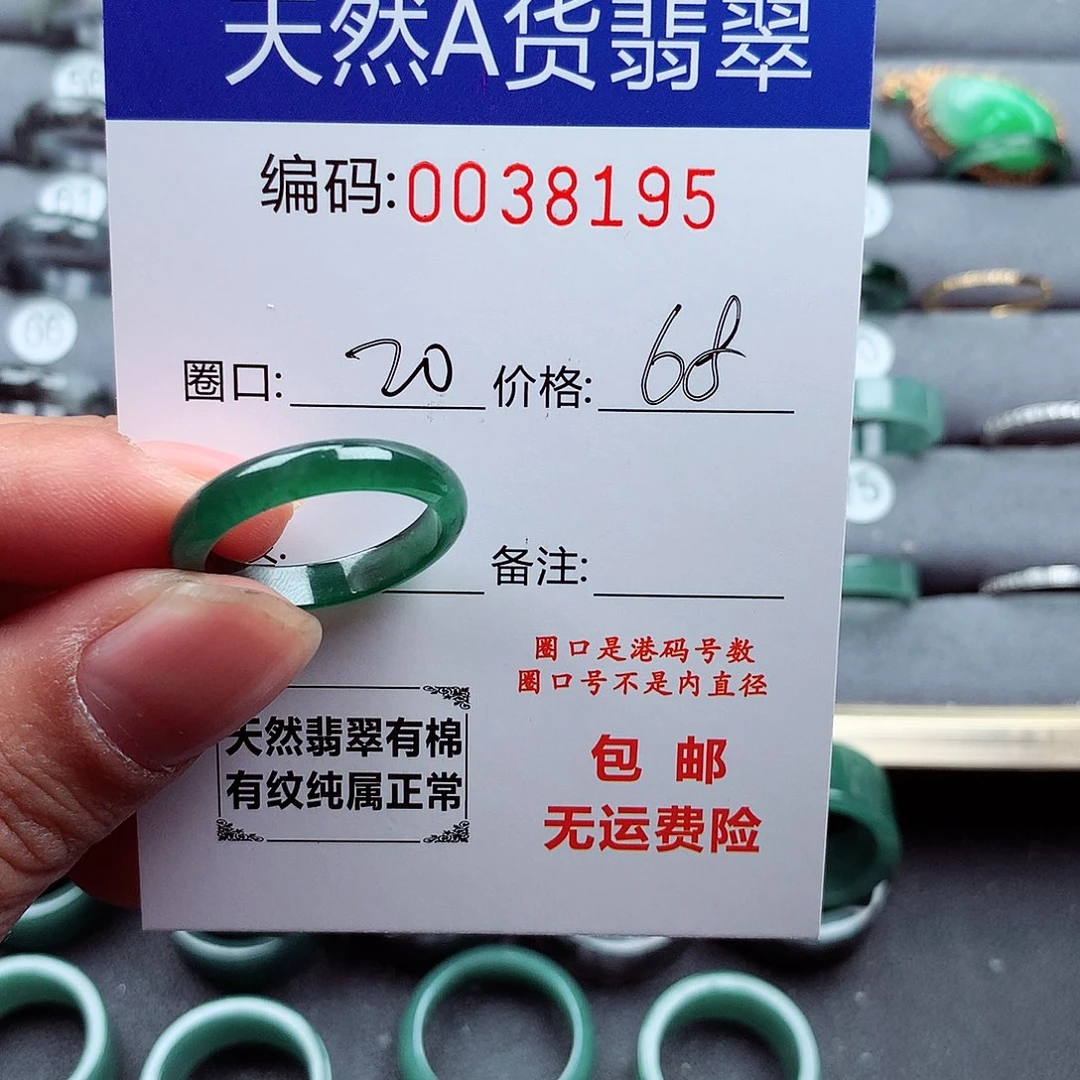 天然A货翡翠
编码:0038195
圈口: 20 价格: 68
备注:
圈口是港码号数
圈口号不是内直径
天然翡翠有棉
有纹纯属正常
包 邮
无运费险
66
61